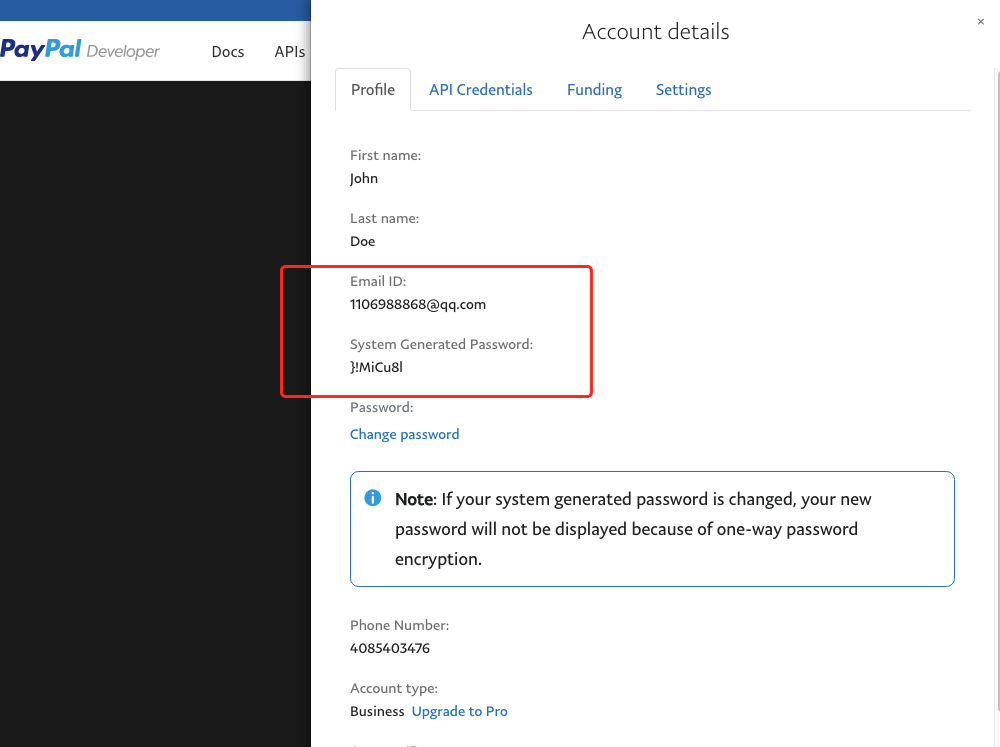 PayPal Developer Docs APIs
Account details
×
Profile API Credentials Funding Settings
First name:
John
Last name:
Doe
Email ID:
1106988868@qq.com
System Generated Password:
}!MiCu8l
Password:
Change password
Note: If your system generated password is changed, your new
password will not be displayed because of one-way password
encryption.
Phone Number:
4085403476
Account type:
Business Upgrade to Pro